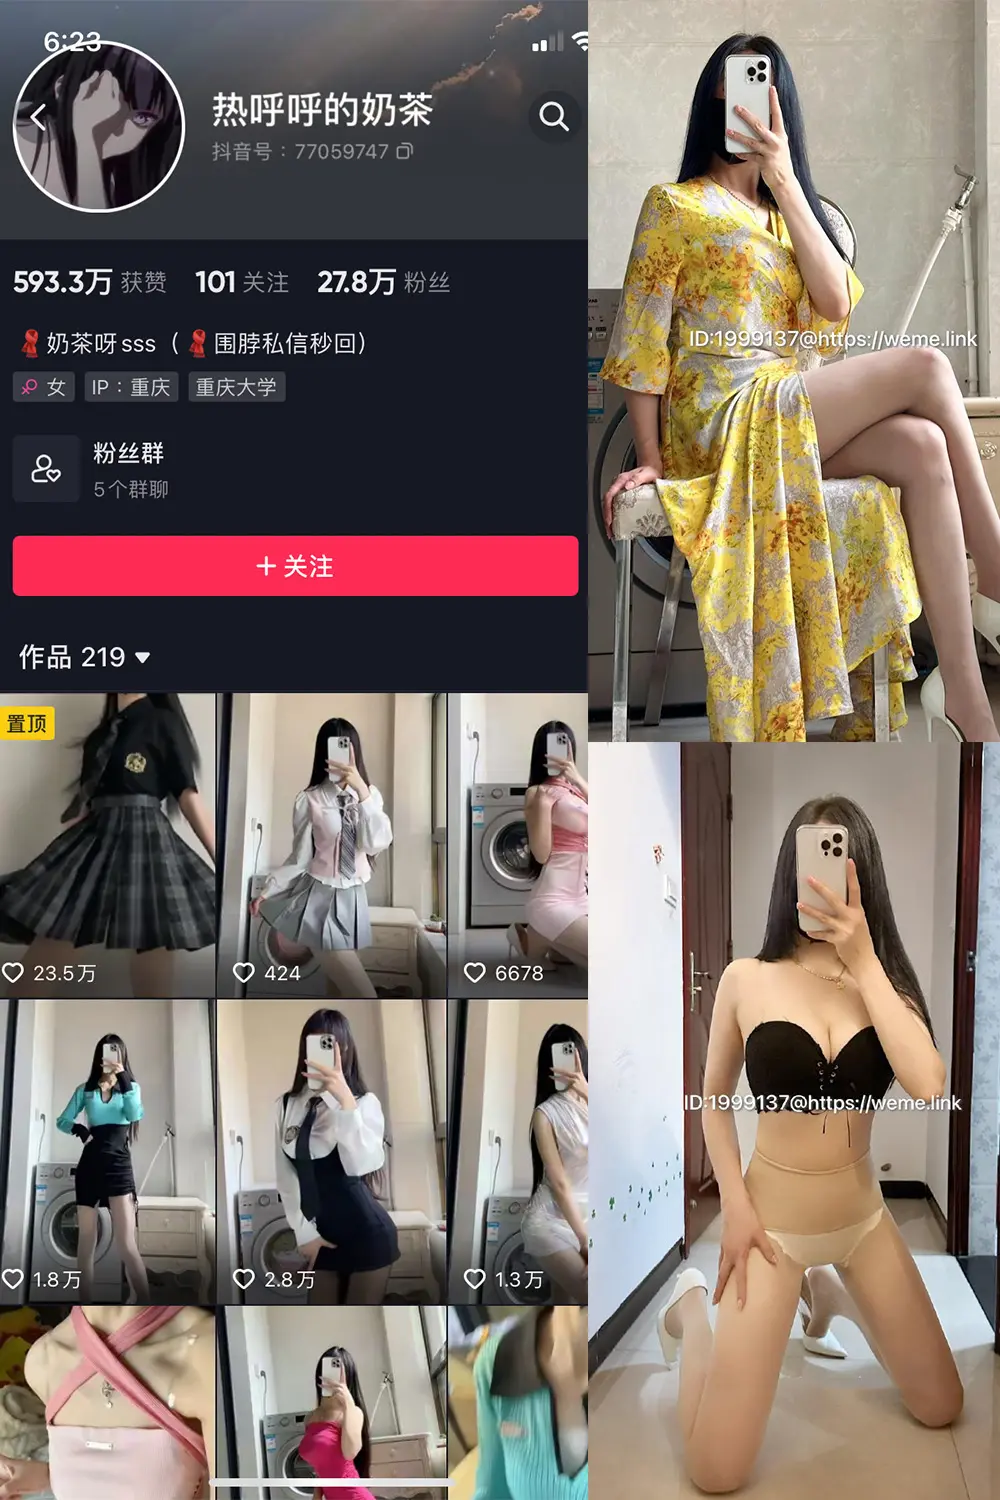 6:23
热呼呼的奶茶
抖音号：77059747
593.3万 获赞 101 关注 27.8万 粉丝
🧣奶茶呀sss（🧣围脖私信秒回）
女 IP：重庆 重庆大学
粉丝群
5个群聊
+ 关注
作品 219
置顶
23.5万
424
6678
1.8万
2.8万
1.3万
ID:1999137@https://weme.link
ID:1999137@https://weme.link